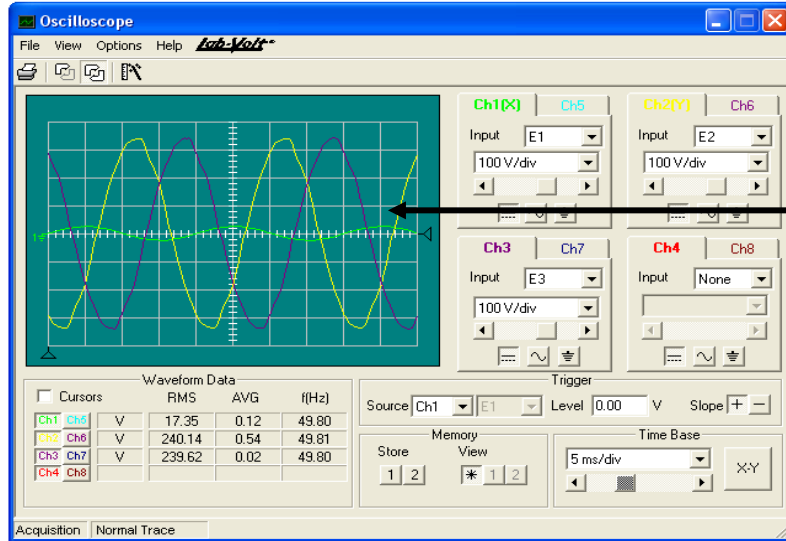 Oscilloscope
File View Options Help Lab-Volt
Ch1(X) Ch5 Ch2(Y) Ch6
Input E1 Input E2
100 V/div 100 V/div
Ch3 Ch7 Ch4 Ch8
Input E3 Input None
100 V/div
Waveform Data
Cursors RMS AVG f(Hz)
Ch1 Ch5 V 17.35 0.12 49.80
Ch2 Ch6 V 240.14 0.54 49.81
Ch3 Ch7 V 239.62 0.02 49.80
Ch4 Ch8
Trigger
Source Ch1 E1 Level 0.00 V Slope + −
Memory
Store View
1 2 * 1 2
Time Base
5 ms/div X-Y
Acquisition Normal Trace